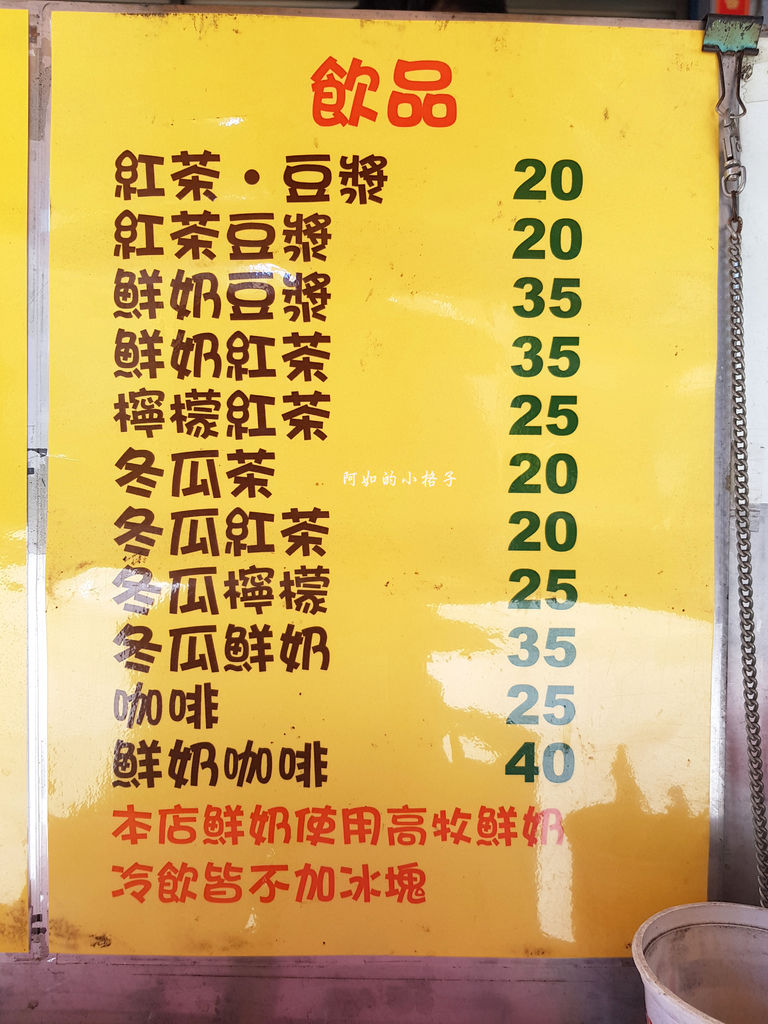 飲品
紅茶・豆漿 20
紅茶豆漿 20
鮮奶豆漿 35
鮮奶紅茶 35
檸檬紅茶 25
冬瓜茶 20
阿如的小格子
冬瓜紅茶 20
冬瓜檸檬 25
冬瓜鮮奶 35
咖啡 25
鮮奶咖啡 40
本店鮮奶使用高牧鮮奶
冷飲皆不加冰塊